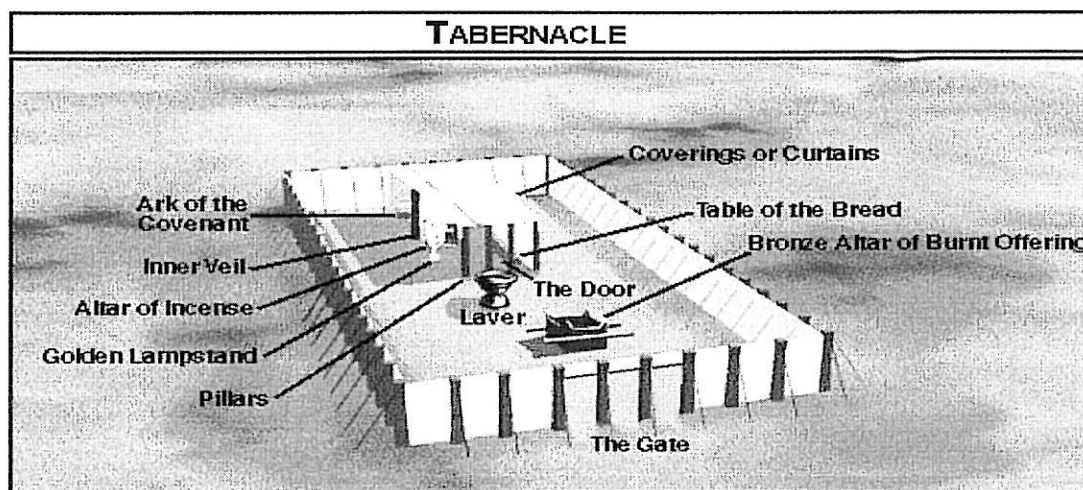 TABERNACLE
Coverings or Curtains
Ark of the
Covenant
Table of the Bread
Bronze Altar of Burnt Offering
Inner Veil
The Door
Altar of Incense
Laver
Golden Lampstand
Pillars
The Gate